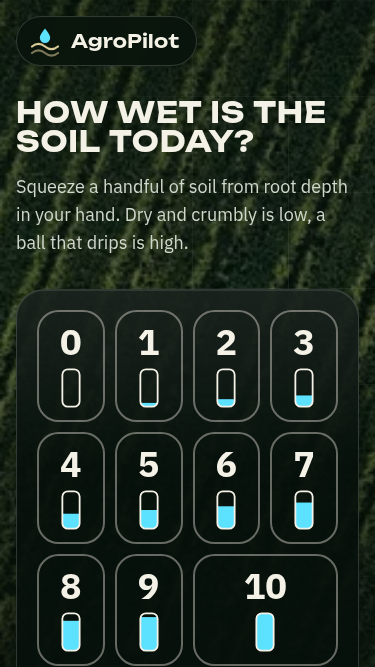 AgroPilot
HOW WET IS THE
SOIL TODAY?
Squeeze a handful of soil from root depth
in your hand. Dry and crumbly is low, a
ball that drips is high.
0 1 2 3
4 5 6 7
8 9 10